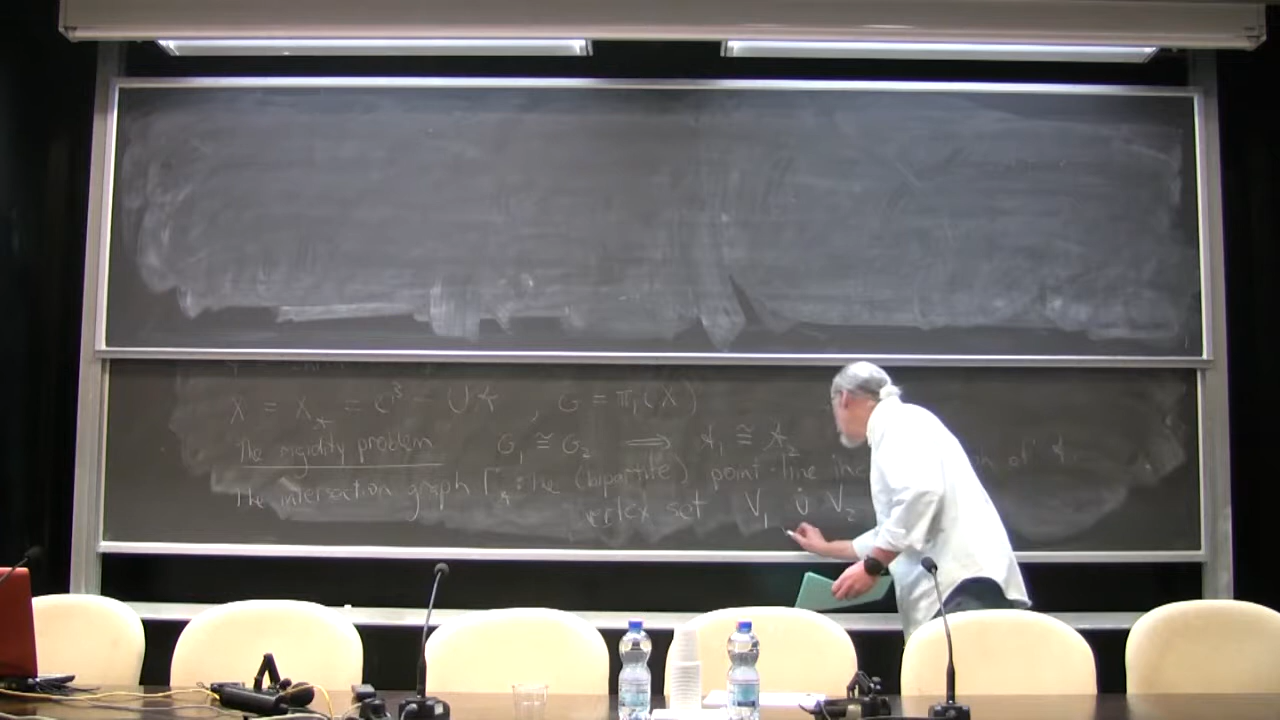 X = X_𝒜 = ℂ³ − ∪𝒜 , G = π₁(X)
The rigidity problem G₁ ≅ G₂ ⟹ 𝒜₁ ≅ 𝒜₂
The intersection graph Γ_𝒜 : the (bipartite) point-line of 𝒜.
vertex set V₁ ∪̇ V₂